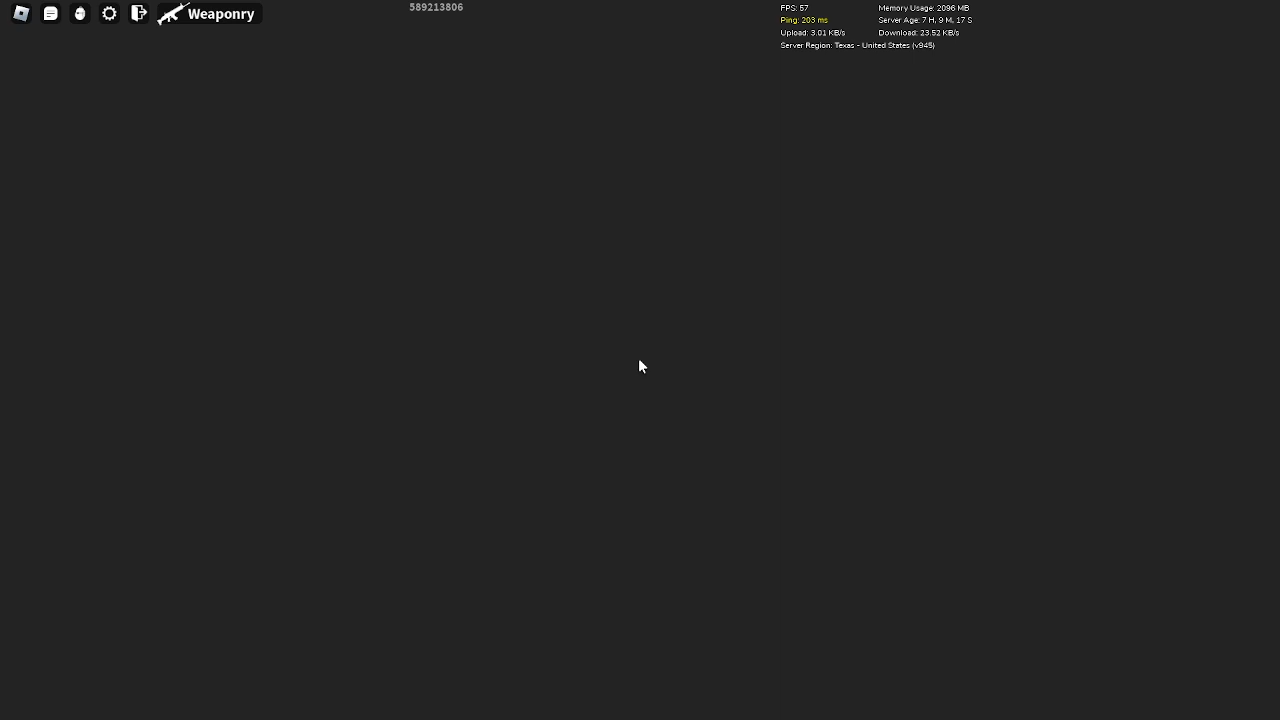 Weaponry
589213806
FPS: 57
Memory Usage: 2096 MB
Ping: 203 ms
Server Age: 7 H, 9 M, 17 S
Upload: 3.01 KB/s
Download: 23.52 KB/s
Server Region: Texas - United States (v945)